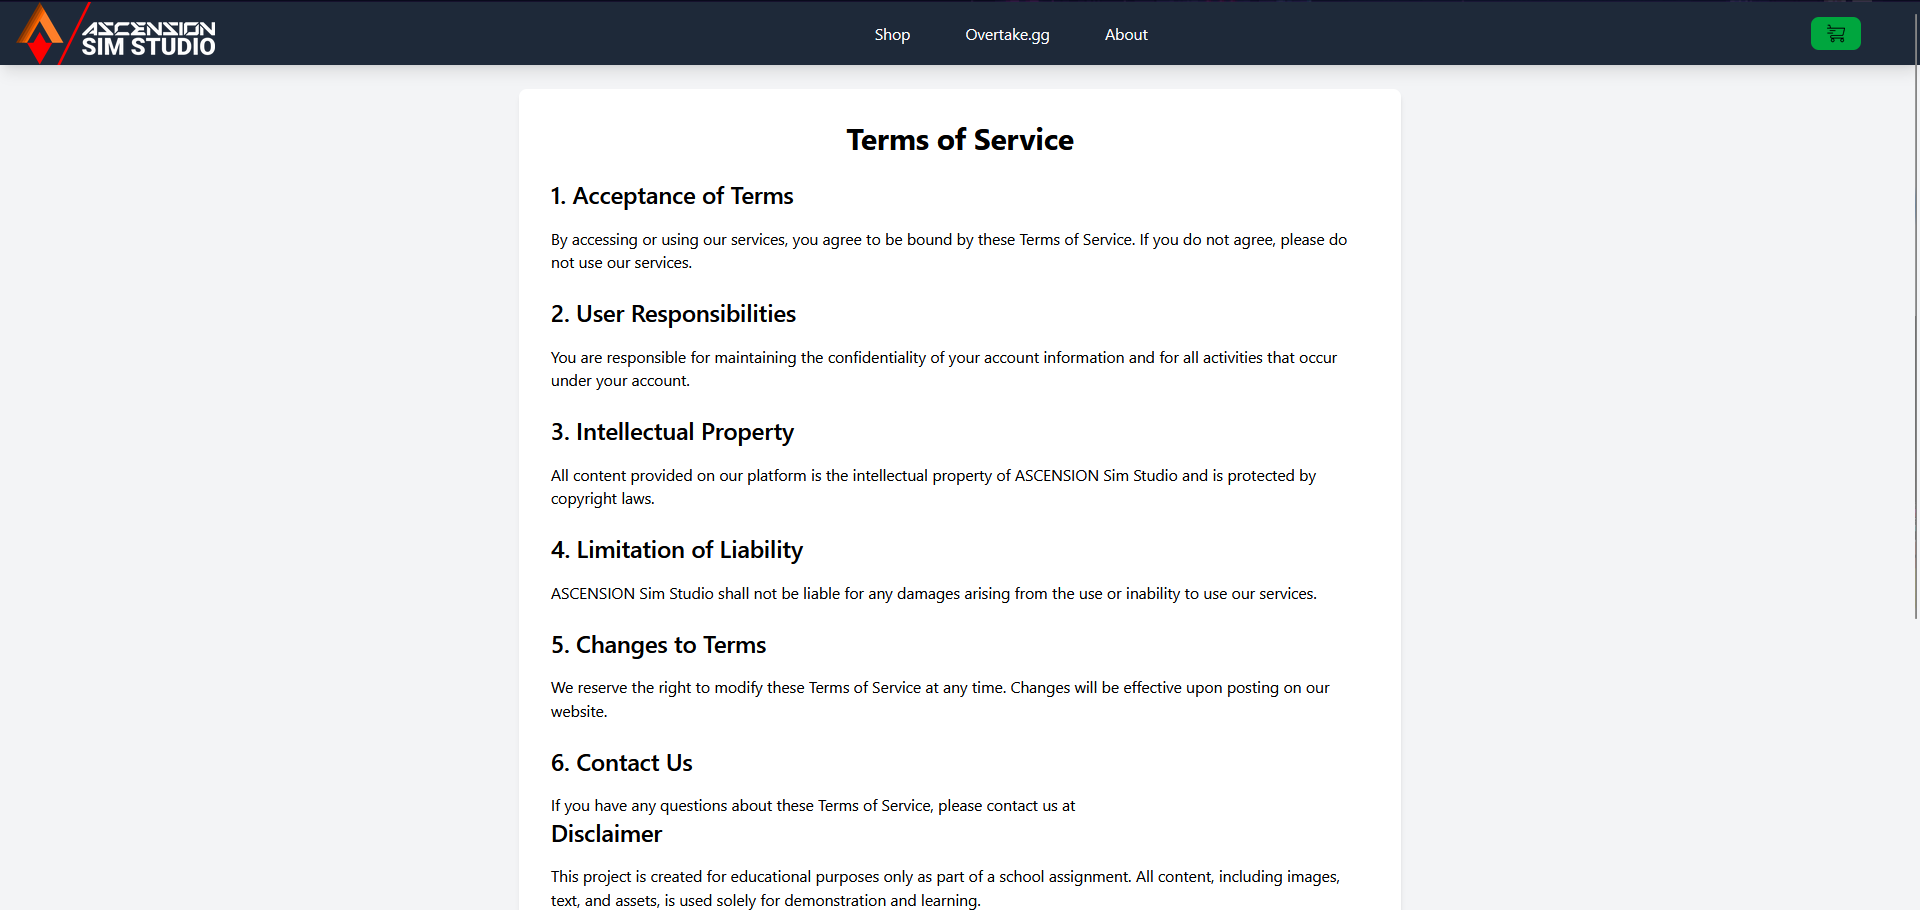 ASCENSION
SIM STUDIO
Shop
Overtake.gg
About
Terms of Service
1. Acceptance of Terms
By accessing or using our services, you agree to be bound by these Terms of Service. If you do not agree, please do
not use our services.
2. User Responsibilities
You are responsible for maintaining the confidentiality of your account information and for all activities that occur
under your account.
3. Intellectual Property
All content provided on our platform is the intellectual property of ASCENSION Sim Studio and is protected by
copyright laws.
4. Limitation of Liability
ASCENSION Sim Studio shall not be liable for any damages arising from the use or inability to use our services.
5. Changes to Terms
We reserve the right to modify these Terms of Service at any time. Changes will be effective upon posting on our
website.
6. Contact Us
If you have any questions about these Terms of Service, please contact us at
Disclaimer
This project is created for educational purposes only as part of a school assignment. All content, including images,
text, and assets, is used solely for demonstration and learning.